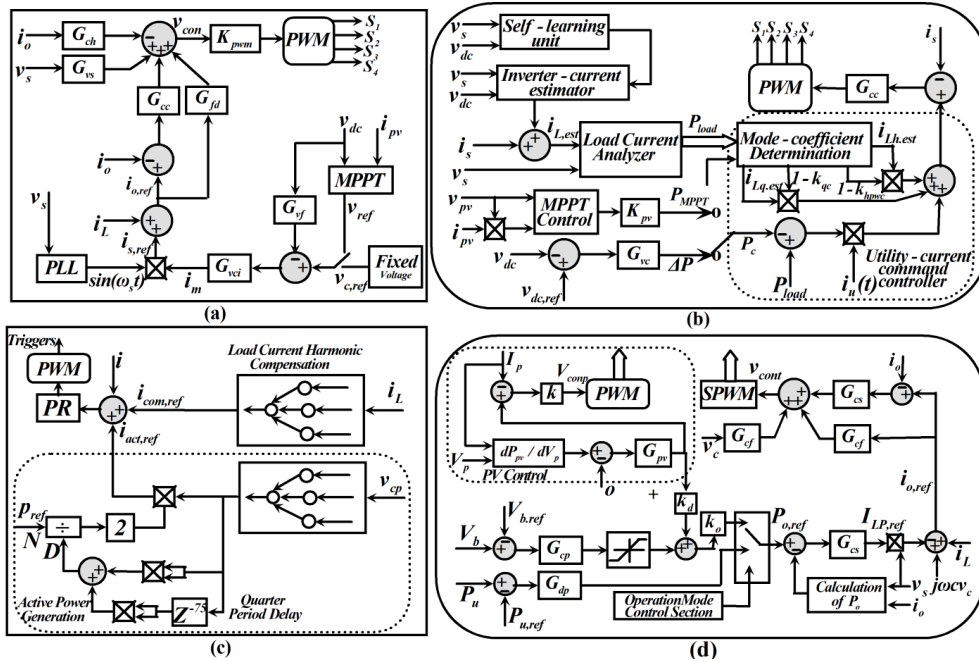 i_o
G_ch
v_con
K_pwm
PWM
S_1
S_2
S_3
S_4
v_s
G_vs
G_cc
G_fd
i_o
i_o,ref
v_dc
i_pv
MPPT
v_s
i_L
i_s,ref
G_vf
v_ref
PLL
sin(ω_s t)
i_m
G_vci
v_c,ref
Fixed
Voltage
(a)
v_s
v_dc
Self - learning
unit
v_s
v_dc
Inverter - current
estimator
i_s
i_L,est
v_s
Load Current
Analyzer
P_load
S_1 S_2 S_3 S_4
PWM
G_cc
i_s
Mode - coefficient
Determination
i_Lh.est
i_Lq.est
1-k_qc
1-k_hpwc
v_pv
i_pv
MPPT
Control
K_pv
P_MPPT
v_dc
G_vc
ΔP
v_dc,ref
P_c
P_load
i_u(t)
Utility - current
command
controller
(b)
Triggers
PWM
PR
i
i_com,ref
i_act,ref
Load Current Harmonic
Compensation
i_L
v_cp
p_ref
N
÷
D
2
Z^-75
Active Power
Generation
Quarter
Period Delay
(c)
I_p
V_conp
k
PWM
V_p
dP_pv / dV_p
G_pv
PV Control
o
+
k_d
SPWM
v_cont
G_cs
i_o
v_c
G_cf
G_cf
i_o,ref
V_b.ref
V_b
G_cp
k_o
P_u
G_dp
P_u,ref
OperationMode
Control Section
P_o,ref
G_cs
I_LP,ref
i_L
Calculation
of P_o
v_s
jωcv_c
i_o
(d)